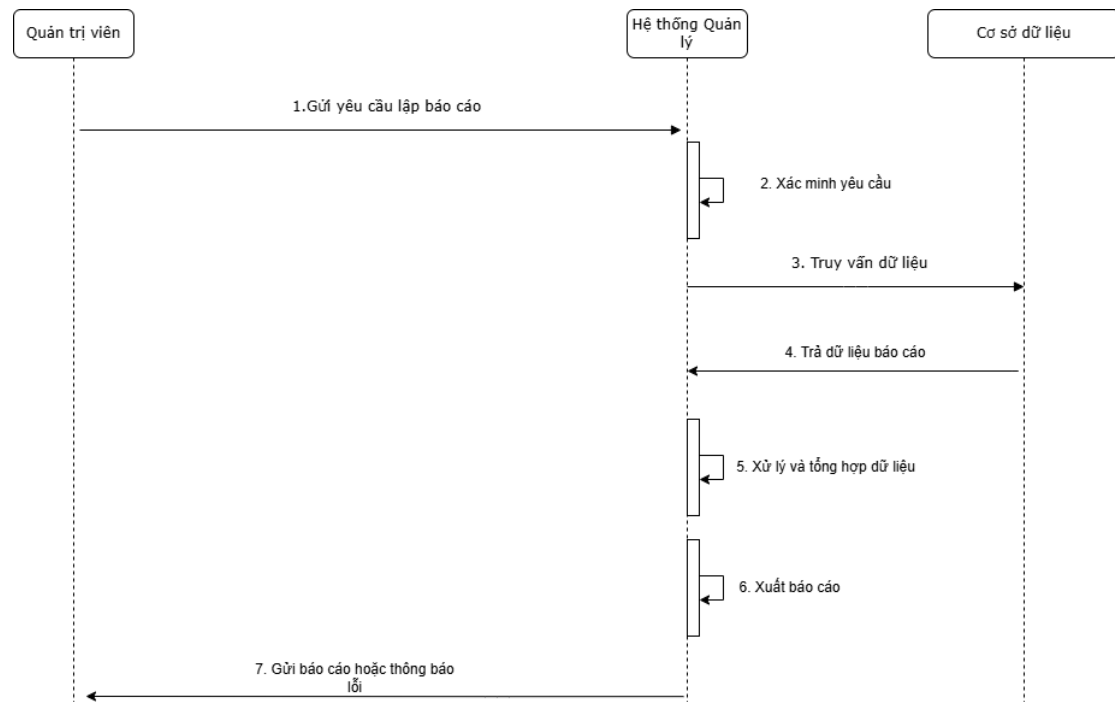 Quản trị viên
Hệ thống Quản
lý
Cơ sở dữ liệu
1.Gửi yêu cầu lập báo cáo
2. Xác minh yêu cầu
3. Truy vấn dữ liệu
4. Trả dữ liệu báo cáo
5. Xử lý và tổng hợp dữ liệu
6. Xuất báo cáo
7. Gửi báo cáo hoặc thông báo
lỗi